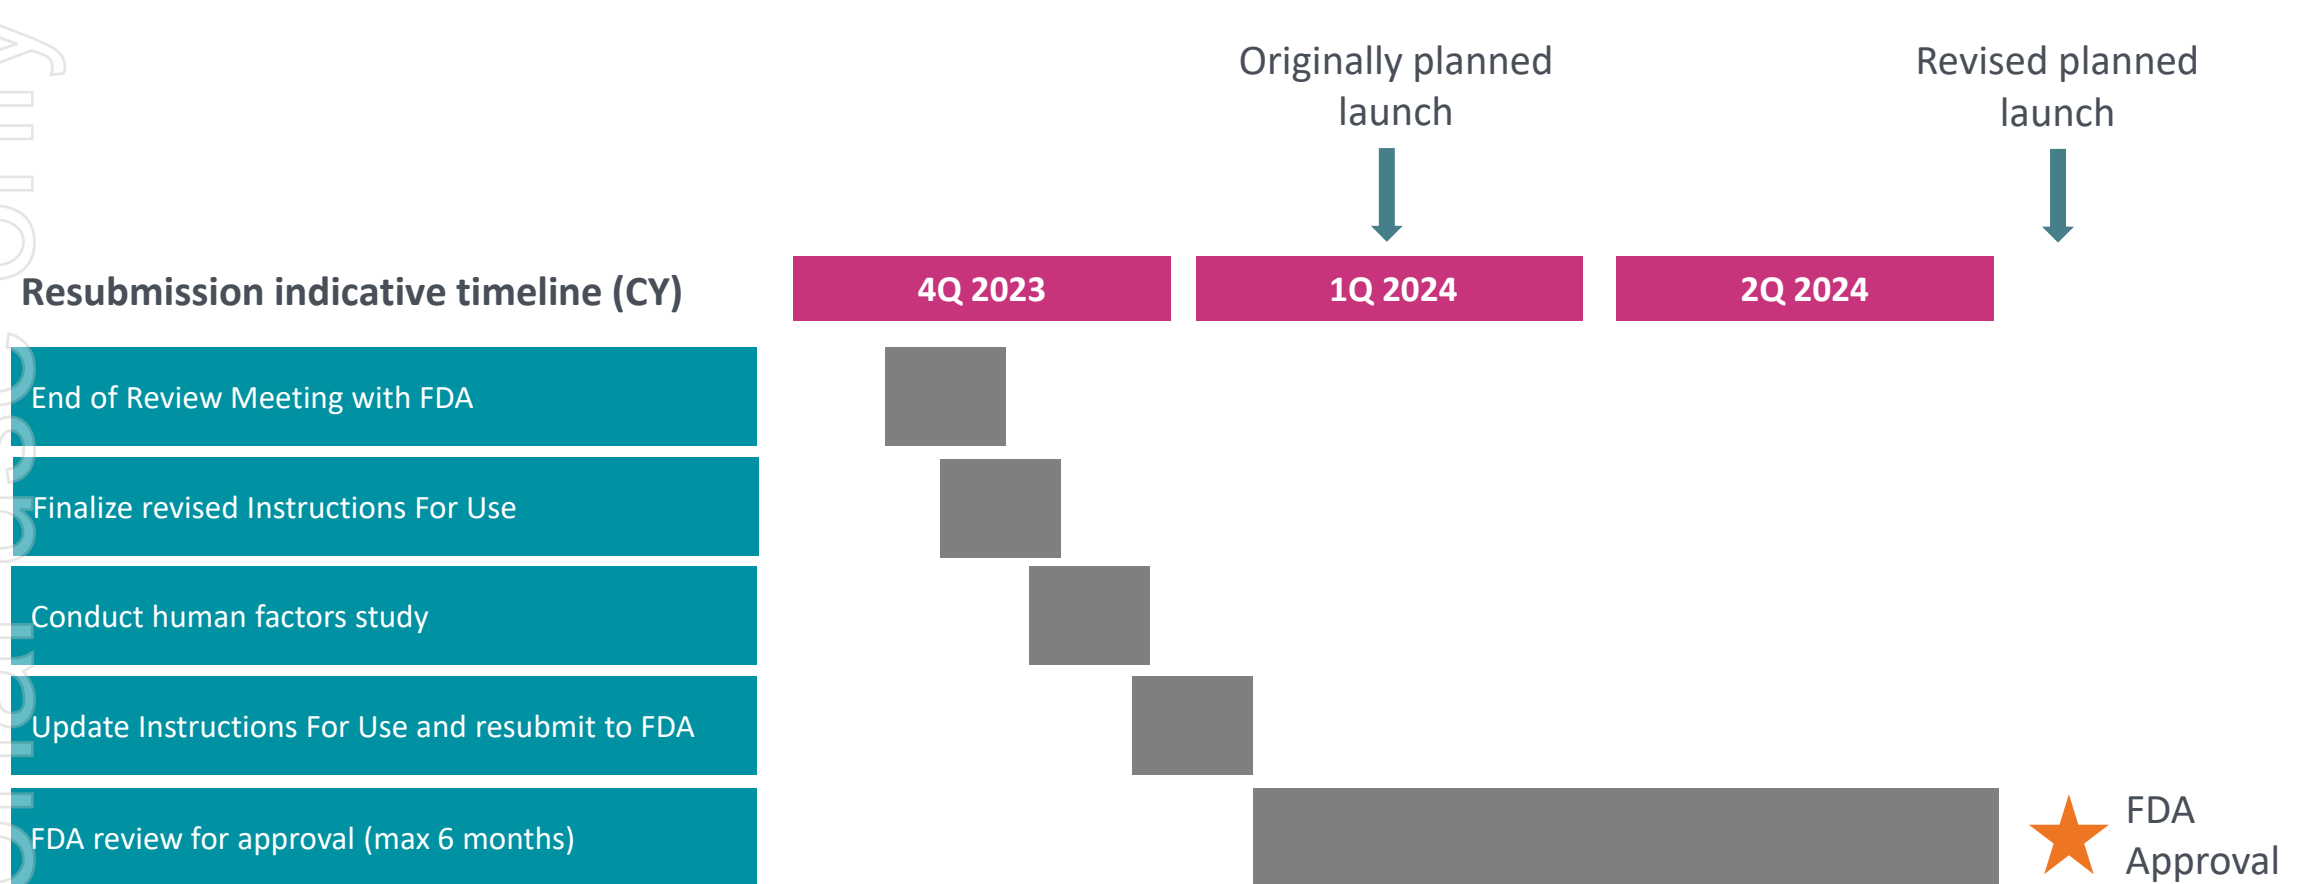 Originally planned
launch
Revised planned
launch
Resubmission indicative timeline (CY)
4Q 2023
1Q 2024
2Q 2024
End of Review Meeting with FDA
Finalize revised Instructions For Use
Conduct human factors study
Update Instructions For Use and resubmit to FDA
FDA review for approval (max 6 months)
FDA
Approval